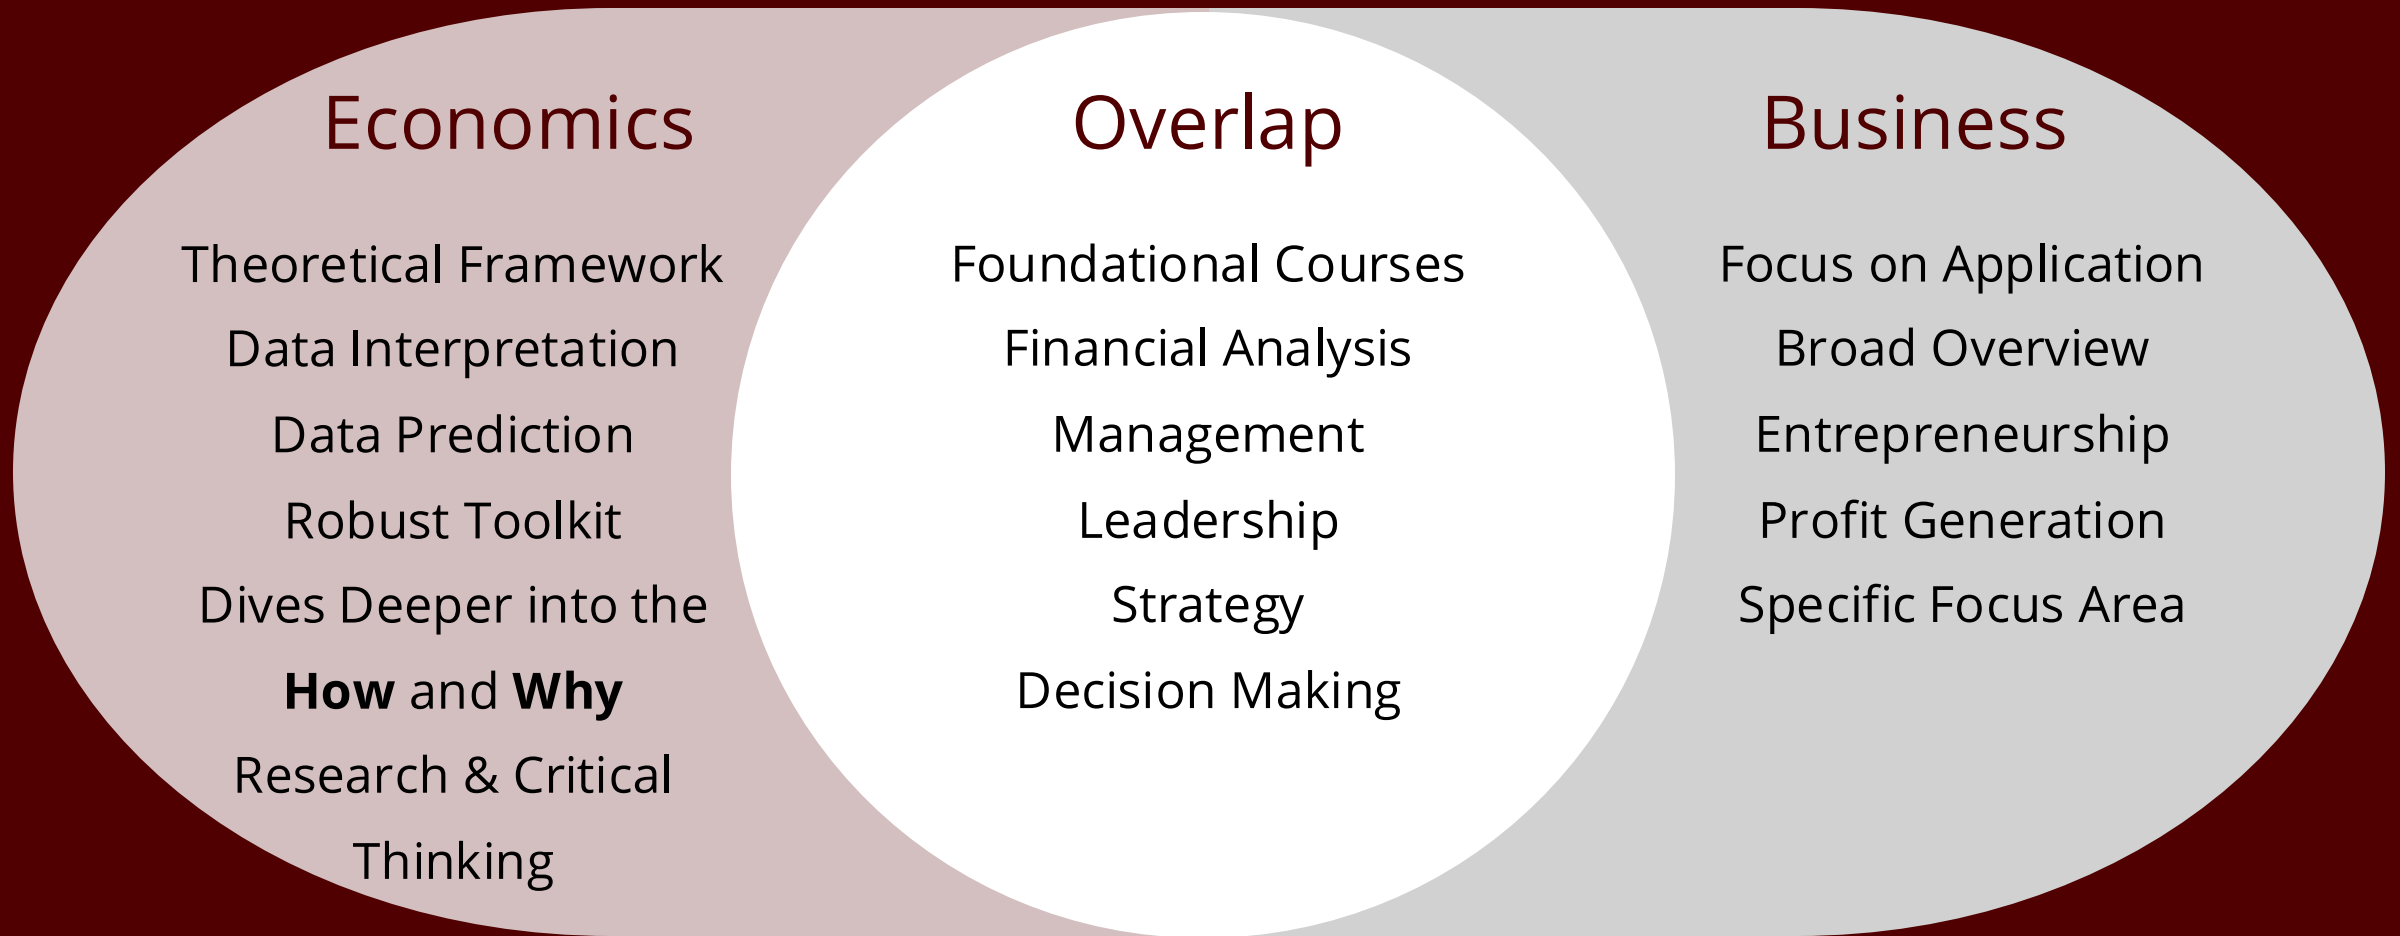 Economics
Theoretical Framework
Data Interpretation
Data Prediction
Robust Toolkit
Dives Deeper into the
How and Why
Research & Critical
Thinking
Overlap
Foundational Courses
Financial Analysis
Management
Leadership
Strategy
Decision Making
Business
Focus on Application
Broad Overview
Entrepreneurship
Profit Generation
Specific Focus Area